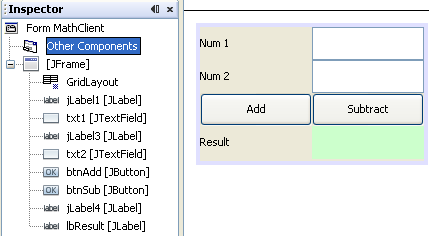 Inspector
Form MathClient
Other Components
[JFrame]
GridLayout
label jLabel1 [JLabel]
txt1 [JTextField]
label jLabel3 [JLabel]
txt2 [JTextField]
OK btnAdd [JButton]
OK btnSub [JButton]
label jLabel4 [JLabel]
label lbResult [JLabel]
Num 1
Num 2
Add Subtract
Result